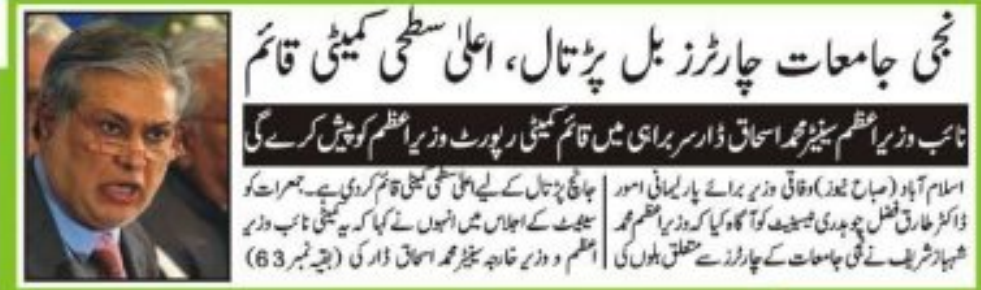 نجی جامعات چارٹرز بل پڑتال، اعلیٰ سطحی کمیٹی قائم
نائب وزیراعظم سینیٹر محمد اسحاق ڈار سربراہی میں قائم کمیٹی رپورٹ وزیراعظم کو پیش کرے گی
اسلام آباد (صباح نیوز) وفاقی وزیر برائے پارلیمانی امور
ڈاکٹر طارق فضل چوہدری نے سینیٹ کو آگاہ کیا کہ وزیراعظم محمد
شہباز شریف نے نجی جامعات کے چارٹرز سے متعلق بلوں کی
جانچ پڑتال کے لیے اعلیٰ سطحی کمیٹی قائم کردی ہے۔ جمعرات کو
سینیٹ کے اجلاس میں انہوں نے کہا کہ یہ کمیٹی نائب وزیر
اعظم و وزیر خارجہ سینیٹر محمد اسحاق ڈار کی (بقیہ نمبر 63)